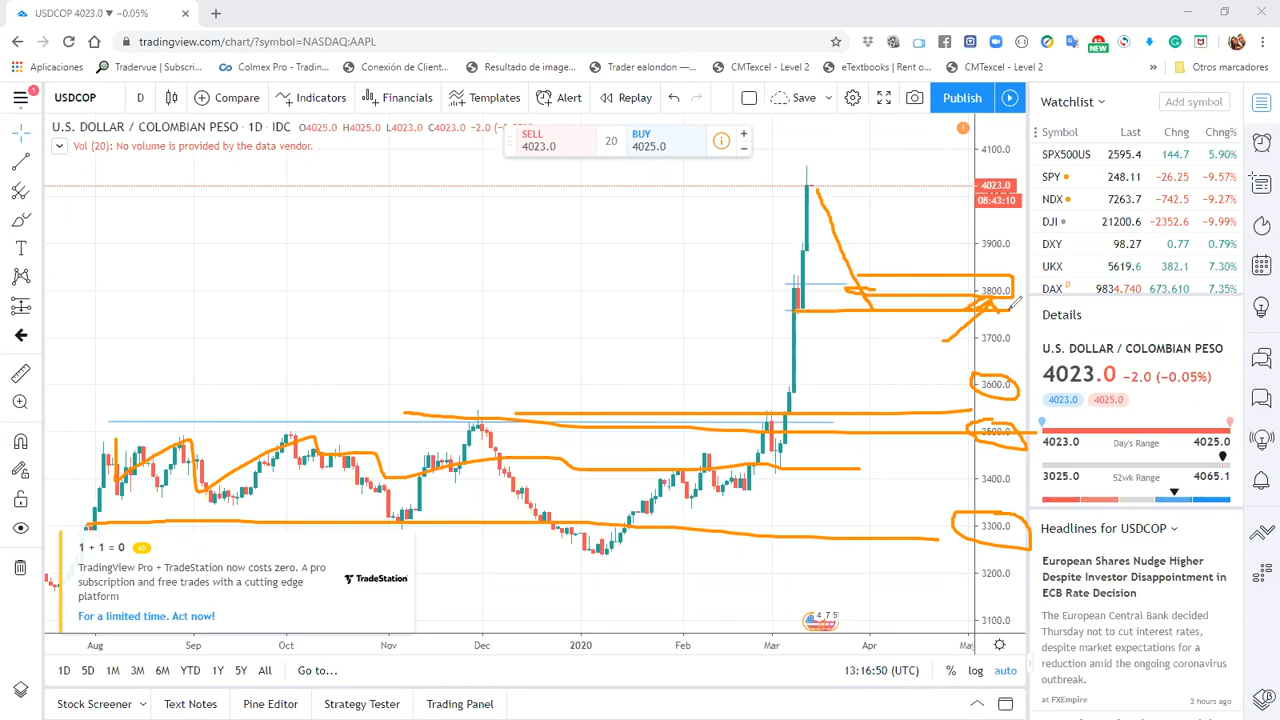 USDCOP 4023.0 ▼ −0.05%
tradingview.com/chart/?symbol=NASDAQ:AAPL
NEW
Aplicaciones
Tradervue | Subscri...
Colmex Pro - Tradin...
Conexión de Client...
Resultado de imag...
Trader ealondon —...
CMTexcel - Level 2
eTextbooks | Rent o...
CMTexcel - Level 2
Otros marcadores
1
USDCOP
D
Compare
Indicators
Financials
Templates
Alert
Replay
Save
Publish
U.S. DOLLAR / COLOMBIAN PESO · 1D · IDC O4025.0 H4025.0 L4023.0 C4023.0 −2.0 (−0.05%)
Vol (20): No volume is provided by the data vendor.
SELL
4023.0
20
BUY
4025.0
4100.0
4023.0
08:43:10
3900.0
3800.0
3700.0
3600.0
3500.0
3400.0
3300.0
3200.0
3100.0
1 + 1 = 0 AD
TradingView Pro + TradeStation now costs zero. A pro
subscription and free trades with a cutting edge
platform
For a limited time. Act now!
TradeStation
Aug Sep Oct Nov Dec 2020 Feb Mar Apr
1D 5D 1M 3M 6M YTD 1Y 5Y All Go to...
13:16:50 (UTC) % log auto
Stock Screener
Text Notes
Pine Editor
Strategy Tester
Trading Panel
Watchlist
Add symbol
Symbol Last Chng Chng%
SPX500US 2595.4 144.7 5.90%
SPY 248.11 −26.25 −9.57%
NDX 7263.7 −742.5 −9.27%
DJI 21200.6 −2352.6 −9.99%
DXY 98.27 0.77 0.79%
UKX 5619.6 382.1 7.30%
DAX D 9834.740 673.610 7.35%
Details
U.S. DOLLAR / COLOMBIAN PESO
4023.0 −2.0 (−0.05%)
4023.0 4025.0
4023.0 Day's Range 4025.0
3025.0 52wk Range 4065.1
Headlines for USDCOP
European Shares Nudge Higher
Despite Investor Disappointment in
ECB Rate Decision
The European Central Bank decided
Thursday not to cut interest rates,
despite market expectations for a
reduction amid the ongoing coronavirus
outbreak.
at FXEmpire 2 hours ago